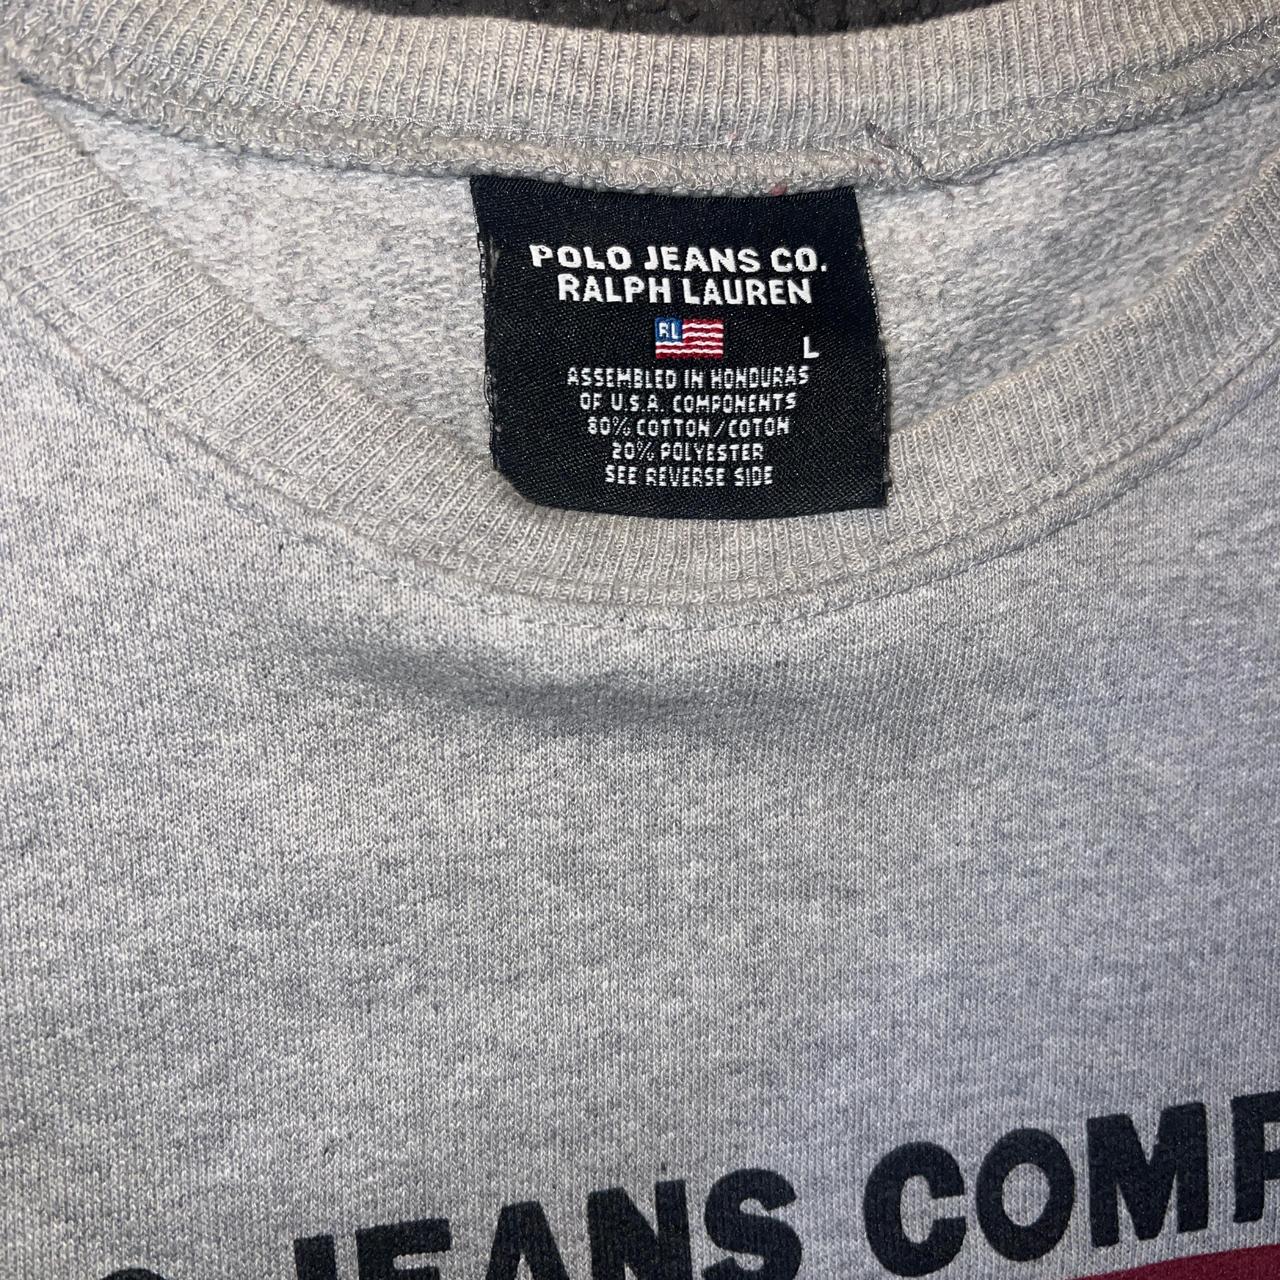 POLO JEANS CO.
RALPH LAUREN
RL
L
ASSEMBLED IN HONDURAS
OF U.S.A. COMPONENTS
80% COTTON/COTON
20% POLYESTER
SEE REVERSE SIDE
JEANS COMP